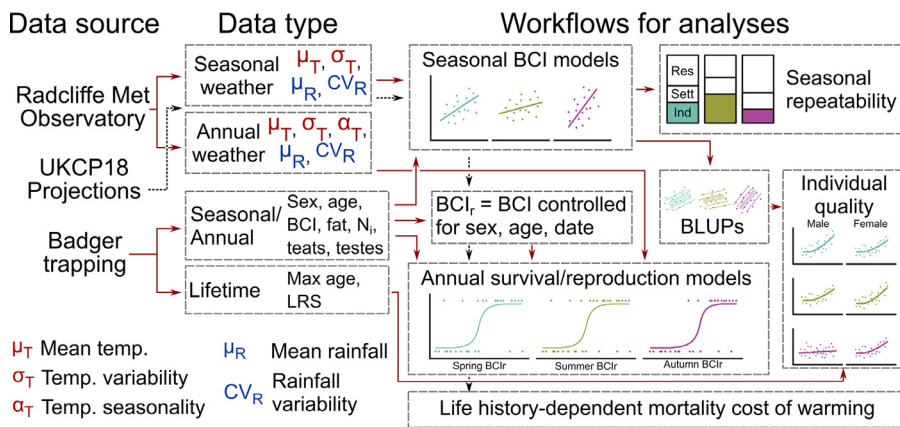 Data source
Data type
Workflows for analyses
Radcliffe Met
Observatory
UKCP18
Projections
Badger
trapping
Seasonal
weather
μT, σT,
μR, CVR
Annual
weather
μT, σT, αT,
μR, CVR
Seasonal/
Annual
Sex, age,
BCI, fat, Ni,
teats, testes
Lifetime
Max age,
LRS
Seasonal BCI models
Res
Sett
Ind
Seasonal
repeatability
BCIr = BCI controlled
for sex, age, date
BLUPs
Individual
quality
Male
Female
Annual survival/reproduction models
Spring BCIr
Summer BCIr
Autumn BCIr
Life history-dependent mortality cost of warming
μT Mean temp.
σT Temp. variability
αT Temp. seasonality
μR Mean rainfall
CVR Rainfall
variability